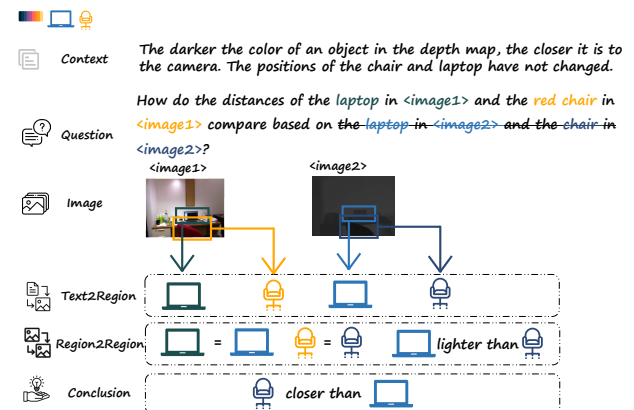 Context
The darker the color of an object in the depth map, the closer it is to
the camera. The positions of the chair and laptop have not changed.
Question
How do the distances of the laptop in <image1> and the red chair in
<image1> compare based on the laptop in <image2> and the chair in
<image2>?
<image1>
<image2>
Image
Text2Region
Region2Region
= = lighter than
Conclusion
closer than